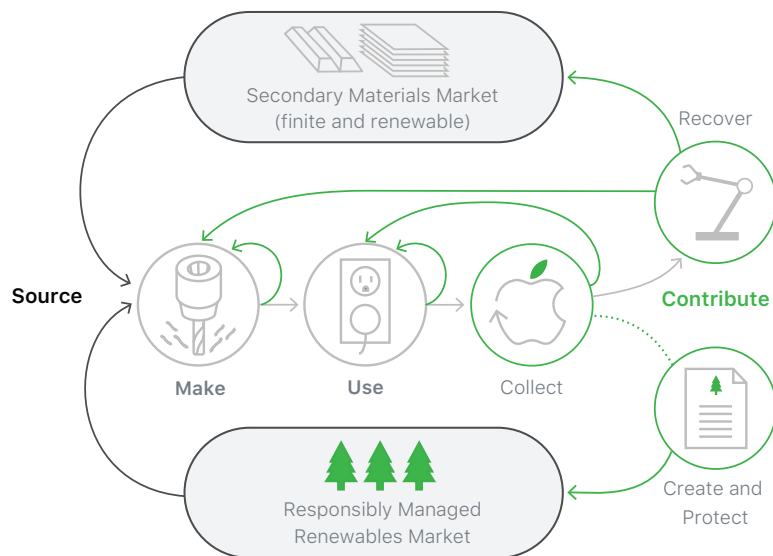 Secondary Materials Market
(finite and renewable)
Recover
Source
Contribute
Make
Use
Collect
Responsibly Managed
Renewables Market
Create and
Protect